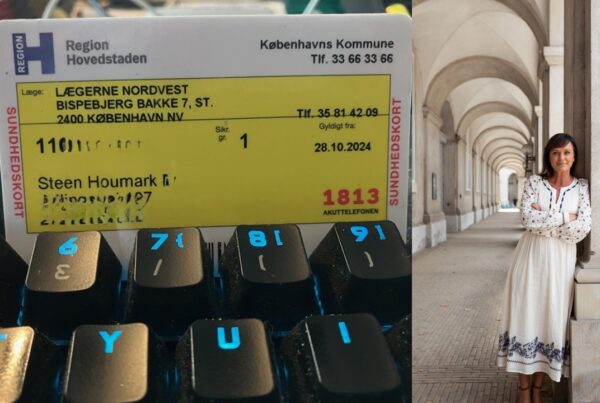 REGION
H
Region
Hovedstaden
Københavns Kommune
Tlf. 33 66 33 66
Læge:
LÆGERNE NORDVEST
BISPEBJERG BAKKE 7, ST.
2400 KØBENHAVN NV
Tlf. 35 81 42 09
Sikr. gr. 1
Gyldigt fra:
28.10.2024
Steen Houmark
1813
AKUTTELEFONEN
SUNDHEDSKORT
SUNDHEDSKORT
6 7{ 8[ 9]
& / ( )
Y U I